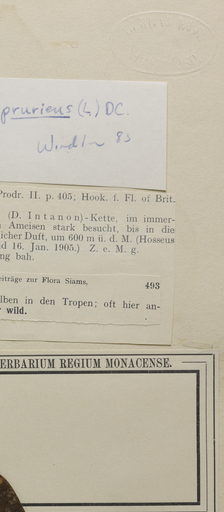 pruriens (L) DC.
83
Prodr. II. p. 405; Hook. f. Fl. of Brit.
(D. Intanon)-Kette, im immer-
Ameisen stark besucht, bis in die
licher Duft, um 600 m ü. d. M. (Hosseus
d 16. Jan. 1905.) Z. e. M. g.
ng bah.
eiträge zur Flora Siams, 493
lben in den Tropen; oft hier an-
wild.
ERBARIUM REGIUM MONACENSE.